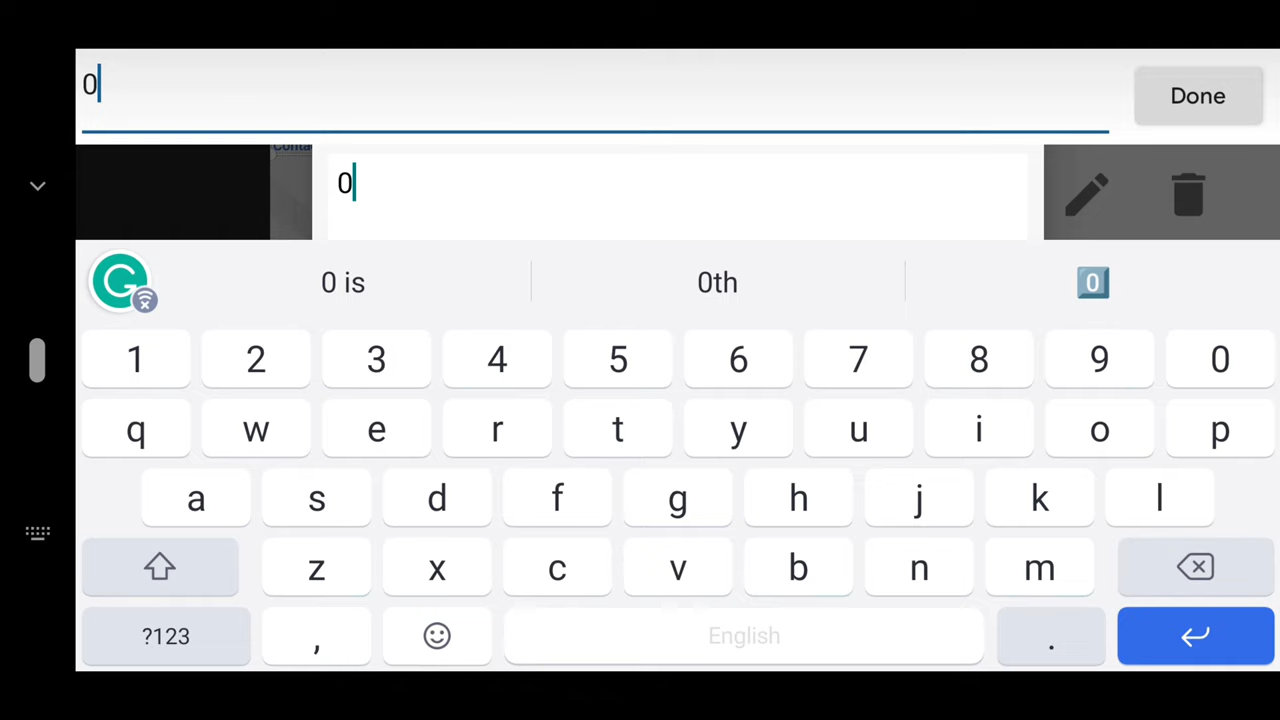 0
Done
Conta
0
0 is
0th
0
1 2 3 4 5 6 7 8 9 0
q w e r t y u i o p
a s d f g h j k l
z x c v b n m
?123 , English .